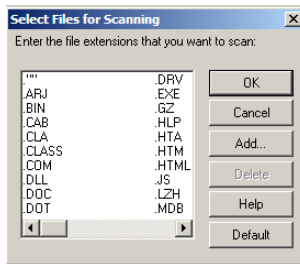 Select Files for Scanning
Enter the file extensions that you want to scan:
."" .DRV
.ARJ .EXE
.BIN .GZ
.CAB .HLP
.CLA .HTA
.CLASS .HTM
.COM .HTML
.DLL .JS
.DOC .LZH
.DOT .MDB
OK
Cancel
Add...
Delete
Help
Default